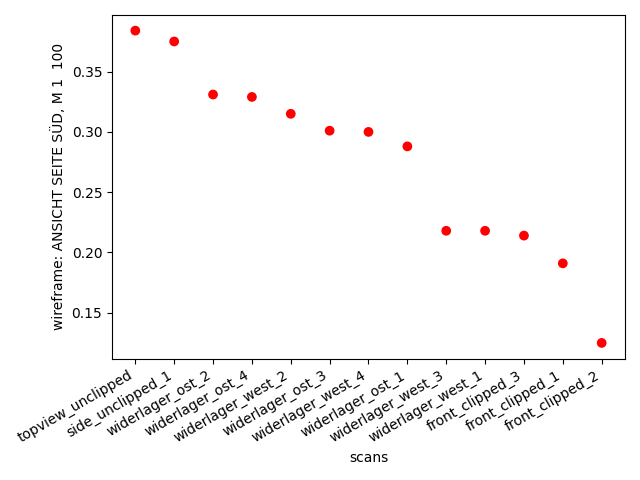 wireframe: ANSICHT SEITE SÜD, M 1  100
0.35
0.30
0.25
0.20
0.15
topview_unclipped
side_unclipped_1
widerlager_ost_2
widerlager_ost_4
widerlager_west_2
widerlager_ost_3
widerlager_west_4
widerlager_ost_1
widerlager_west_3
widerlager_west_1
front_clipped_3
front_clipped_1
front_clipped_2
scans